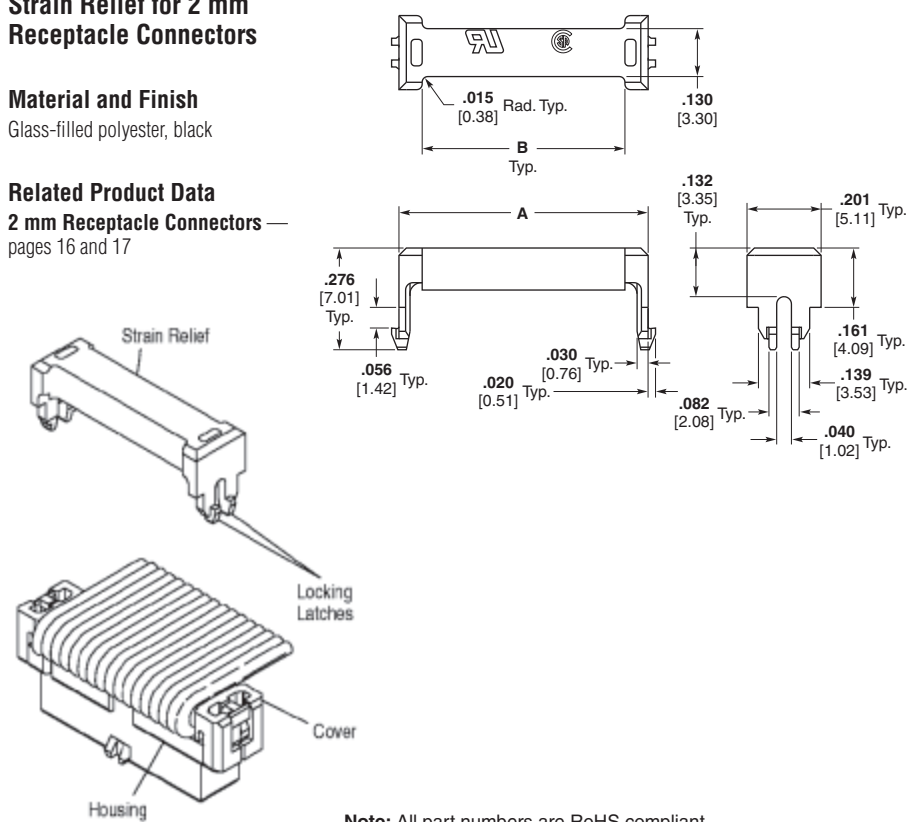 Strain Relief for 2 mm
Receptacle Connectors
Material and Finish
Glass-filled polyester, black
Related Product Data
2 mm Receptacle Connectors —
pages 16 and 17
.015
[0.38] Rad. Typ.
B
Typ.
.130
[3.30]
A
.276
[7.01]
Typ.
.056
[1.42] Typ.
.030
[0.76] Typ.
.020
[0.51] Typ.
.132
[3.35]
Typ.
.201
[5.11] Typ.
.161
[4.09] Typ.
.139
[3.53] Typ.
.082
[2.08] Typ.
.040
[1.02] Typ.
Strain Relief
Locking
Latches
Cover
Housing
Note: All part numbers are RoHS compliant